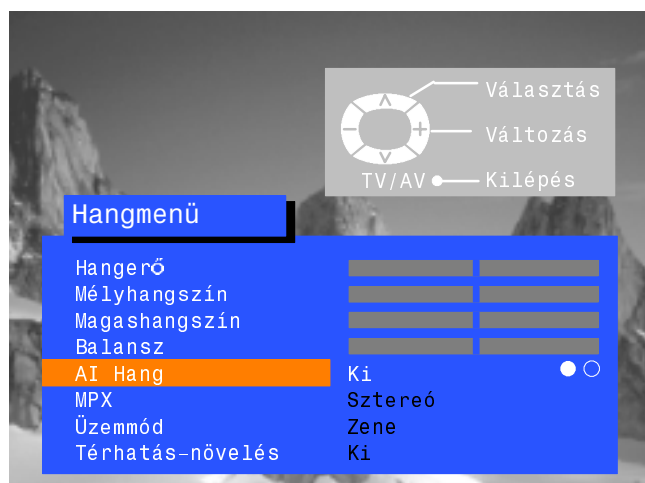 Választás
Változás
TV/AV Kilépés
Hangmenü
Hangerő
Mélyhangszín
Magashangszín
Balansz
AI Hang Ki
MPX Sztereó
Üzemmód Zene
Térhatás-növelés Ki